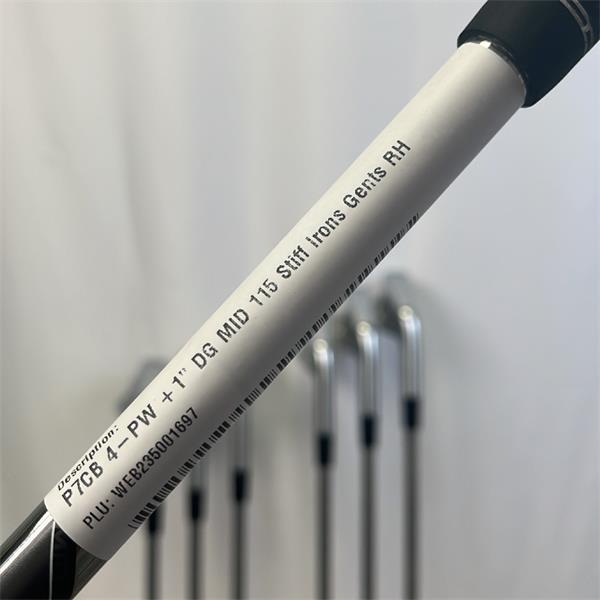 Description:
P7CB 4-PW +1" DG MID 115 Stiff Irons Gents RH
PLU: WEB235001697